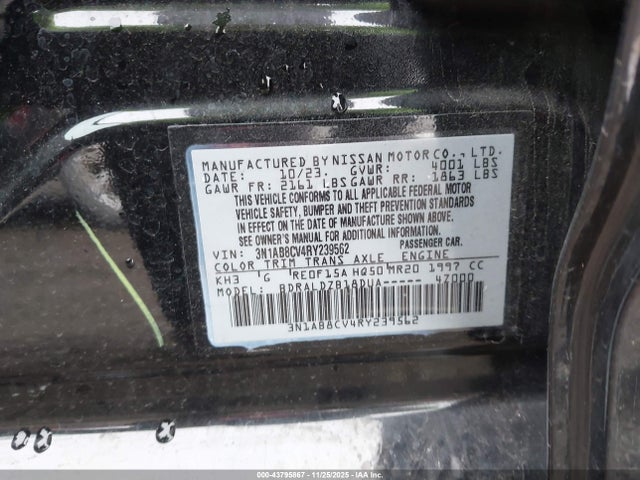 MANUFACTURED BY NISSAN MOTOR CO., LTD.
DATE: 10/23. GVWR: 4001 LBS
GAWR FR: 2161 LBS GAWR RR: 1863 LBS
THIS VEHICLE CONFORMS TO ALL APPLICABLE FEDERAL MOTOR
VEHICLE SAFETY, BUMPER AND THEFT PREVENTION STANDARDS
IN EFFECT ON THE DATE OF MANUFACTURE SHOWN ABOVE.
SEE OWNER'S MANUAL FOR ADDITIONAL INFORMATION.
VIN: 3N1AB8CV4RY239562 PASSENGER CAR.
COLOR TRIM TRANS AXLE ENGINE
KH3 'G 'RE0F15A HQ50 MR20 1997 CC
MODEL: BDRALDZB18DUA----- 47000
3N1AB8CV4RY239562
000-43795867 - 11/25/2025 - IAAI.COM